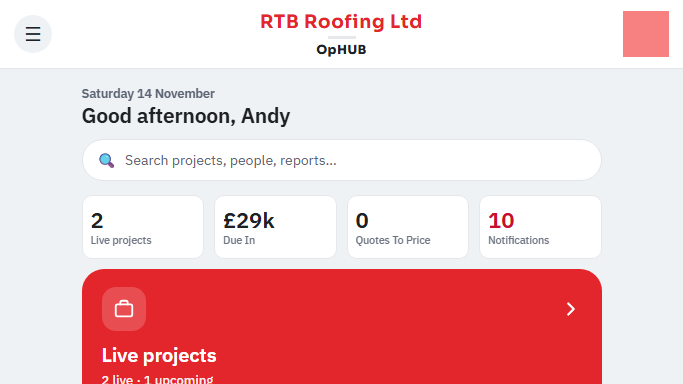 RTB Roofing Ltd
OpHUB
Saturday 14 November
Good afternoon, Andy
Search projects, people, reports...
2
Live projects
£29k
Due In
0
Quotes To Price
10
Notifications
Live projects
2 live · 1 upcoming